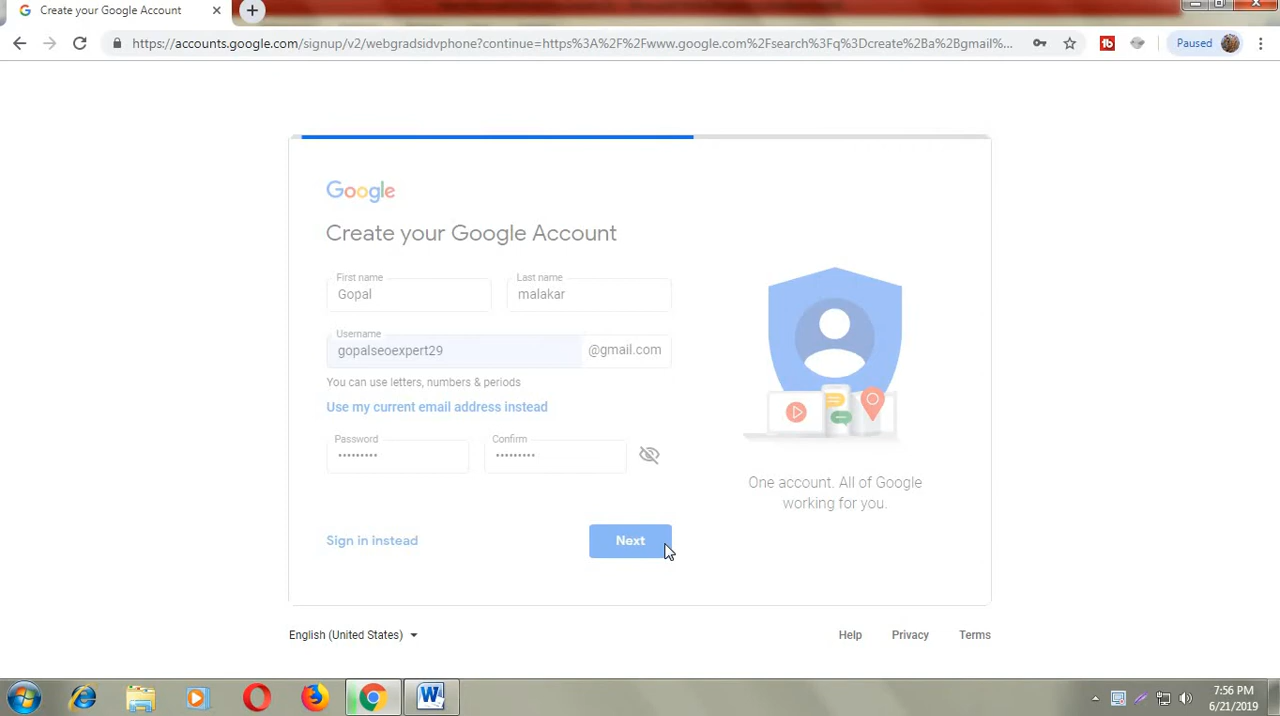 Create your Google Account
https://accounts.google.com/signup/v2/webgradsidvphone?continue=https%3A%2F%2Fwww.google.com%2Fsearch%3Fq%3Dcreate%2Ba%2Bgmail%...
Paused
Google
Create your Google Account
First name
Last name
Gopal
malakar
Username
gopalseoexpert29
@gmail.com
You can use letters, numbers & periods
Use my current email address instead
Password
Confirm
•••••••••
•••••••••
One account. All of Google
working for you.
Sign in instead
Next
English (United States)
Help
Privacy
Terms
7:56 PM
6/21/2019